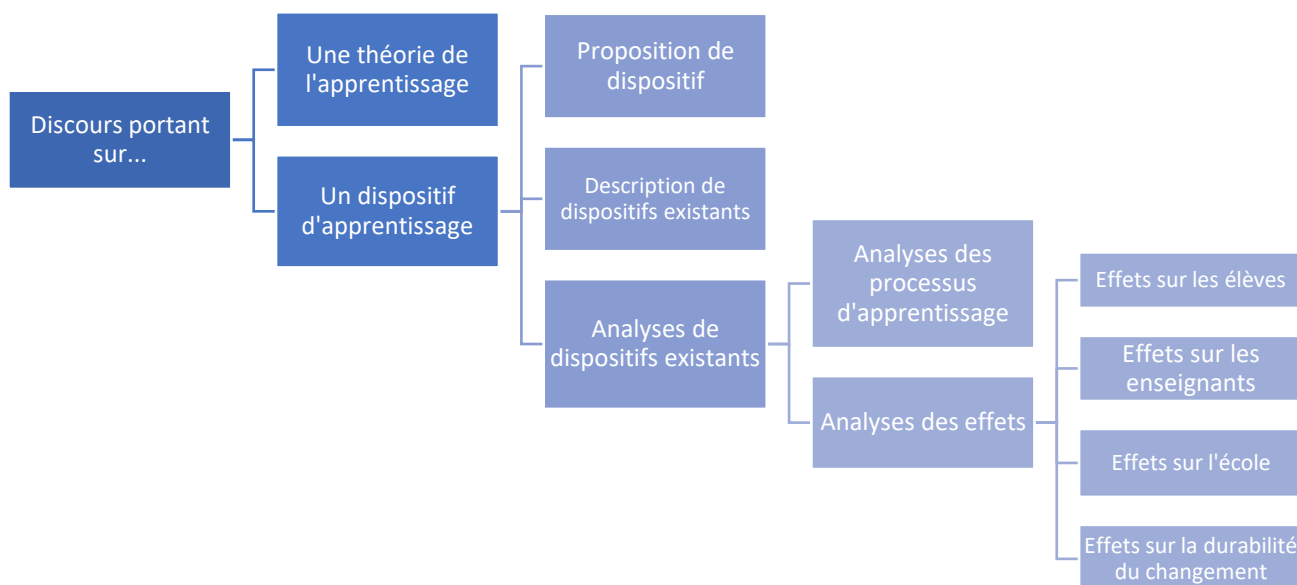 Discours portant
sur...
Une théorie de
l'apprentissage
Un dispositif
d'apprentissage
Proposition de
dispositif
Description de
dispositifs existants
Analyses de
dispositifs existants
Analyses des
processus
d'apprentissage
Analyses des effets
Effets sur les élèves
Effets sur les
enseignants
Effets sur l'école
Effets sur la durabilité
du changement